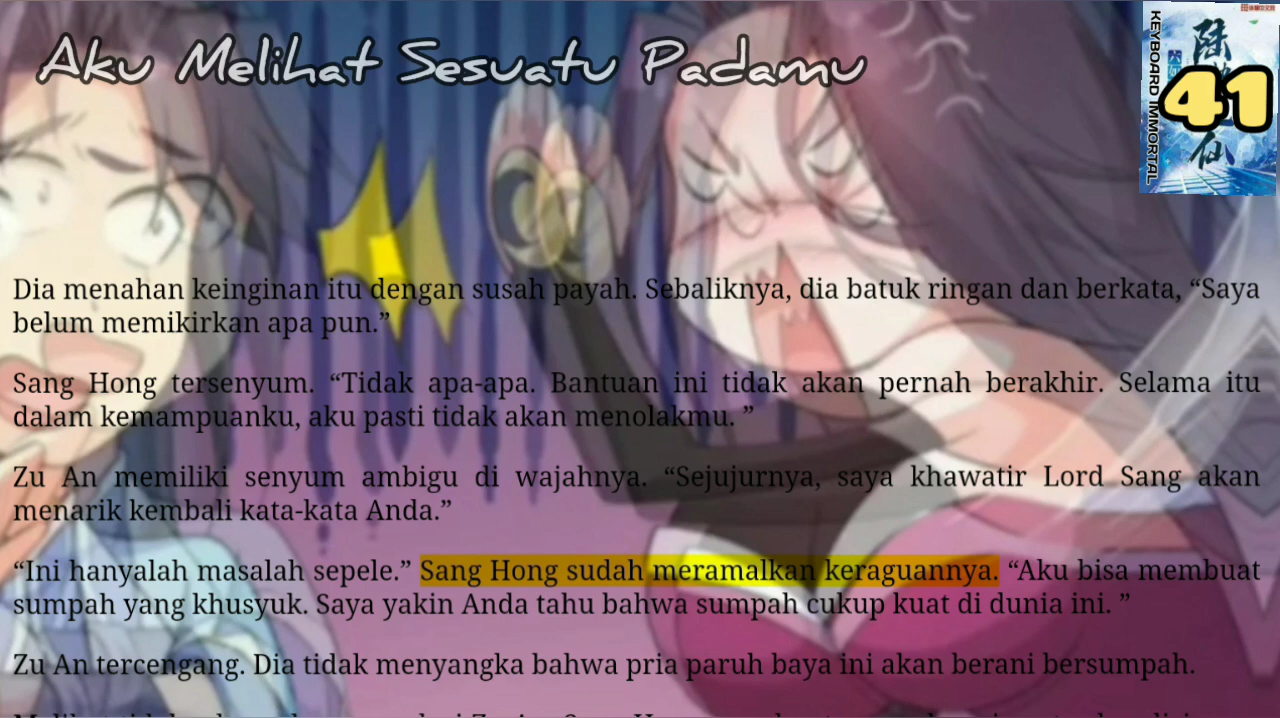 Aku Melihat Sesuatu Padamu
KEYBOARD IMMORTAL
陆
仙
41
Dia menahan keinginan itu dengan susah payah. Sebaliknya, dia batuk ringan dan berkata, “Saya
belum memikirkan apa pun.”
Sang Hong tersenyum. “Tidak apa-apa. Bantuan ini tidak akan pernah berakhir. Selama itu
dalam kemampuanku, aku pasti tidak akan menolakmu. ”
Zu An memiliki senyum ambigu di wajahnya. “Sejujurnya, saya khawatir Lord Sang akan
menarik kembali kata-kata Anda.”
“Ini hanyalah masalah sepele.” Sang Hong sudah meramalkan keraguannya. “Aku bisa membuat
sumpah yang khusyuk. Saya yakin Anda tahu bahwa sumpah cukup kuat di dunia ini. ”
Zu An tercengang. Dia tidak menyangka bahwa pria paruh baya ini akan berani bersumpah.